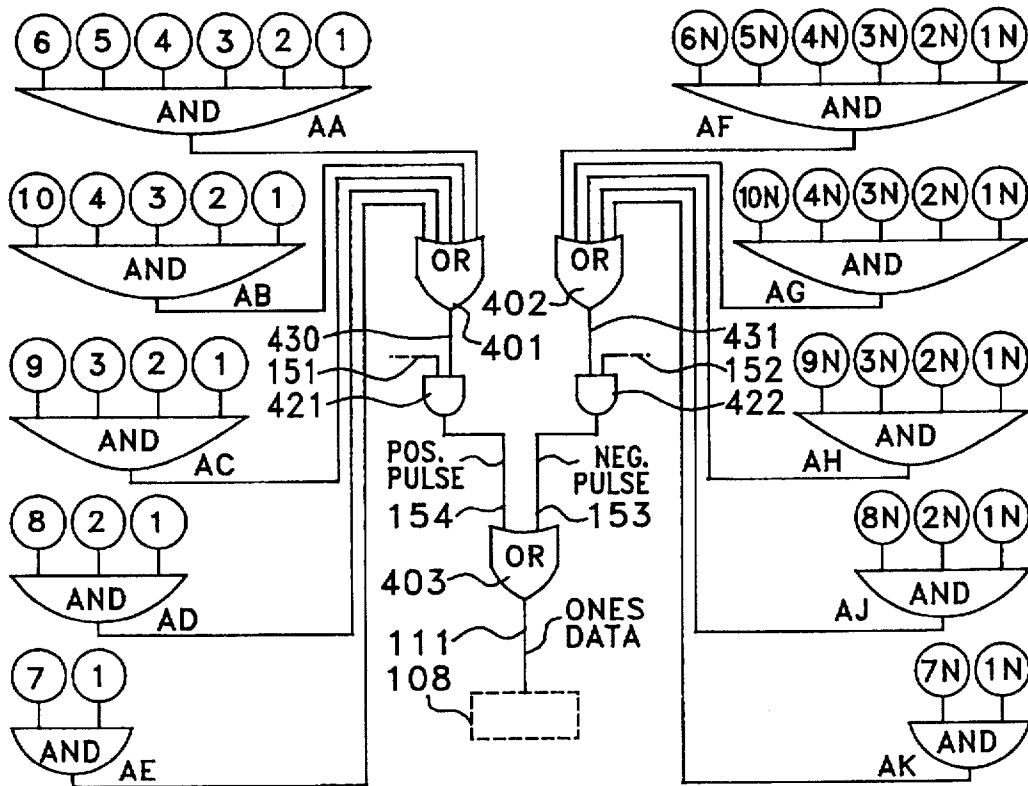 6 5 4 3 2 1
6N 5N 4N 3N 2N 1N
AND
AA
AND
AF
10 4 3 2 1
10N 4N 3N 2N 1N
AND
AB
OR
OR
AND
AG
402
401
430
431
151
152
421
422
9 3 2 1
9N 3N 2N 1N
AND
AC
AND
AH
POS.
PULSE
NEG.
PULSE
154
153
8 2 1
8N 2N 1N
AND
AD
OR
403
AND
AJ
111
ONES
DATA
108
7 1
7N 1N
AND
AE
AND
AK